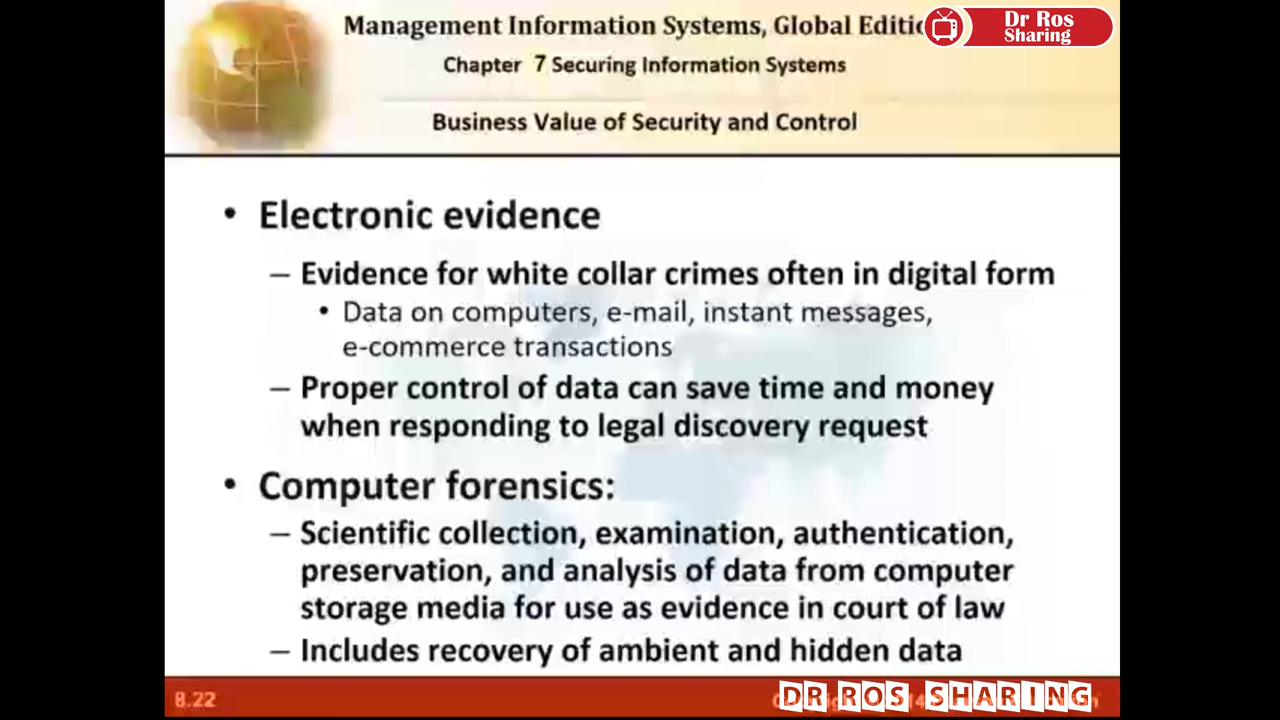 Management Information Systems, Global
Dr Ros
Sharing
Chapter 7 Securing Information Systems
Business Value of Security and Control
• Electronic evidence
– Evidence for white collar crimes often in digital form
• Data on computers, e-mail, instant messages,
e-commerce transactions
– Proper control of data can save time and money
when responding to legal discovery request
• Computer forensics:
– Scientific collection, examination, authentication,
preservation, and analysis of data from computer
storage media for use as evidence in court of law
– Includes recovery of ambient and hidden data
8.22
DR ROS SHARING